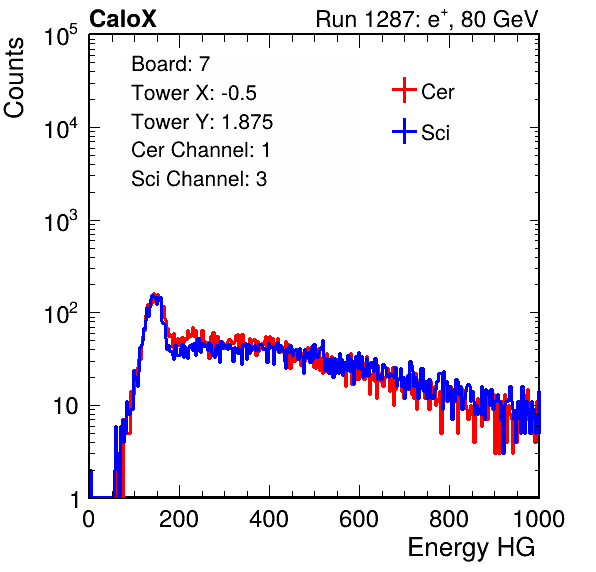 CaloX Run 1287: e⁺, 80 GeV
Counts
10⁵
10⁴
10³
10²
10
1
Board: 7
Tower X: -0.5
Tower Y: 1.875
Cer Channel: 1
Sci Channel: 3
Cer
Sci
0 200 400 600 800 1000
Energy HG